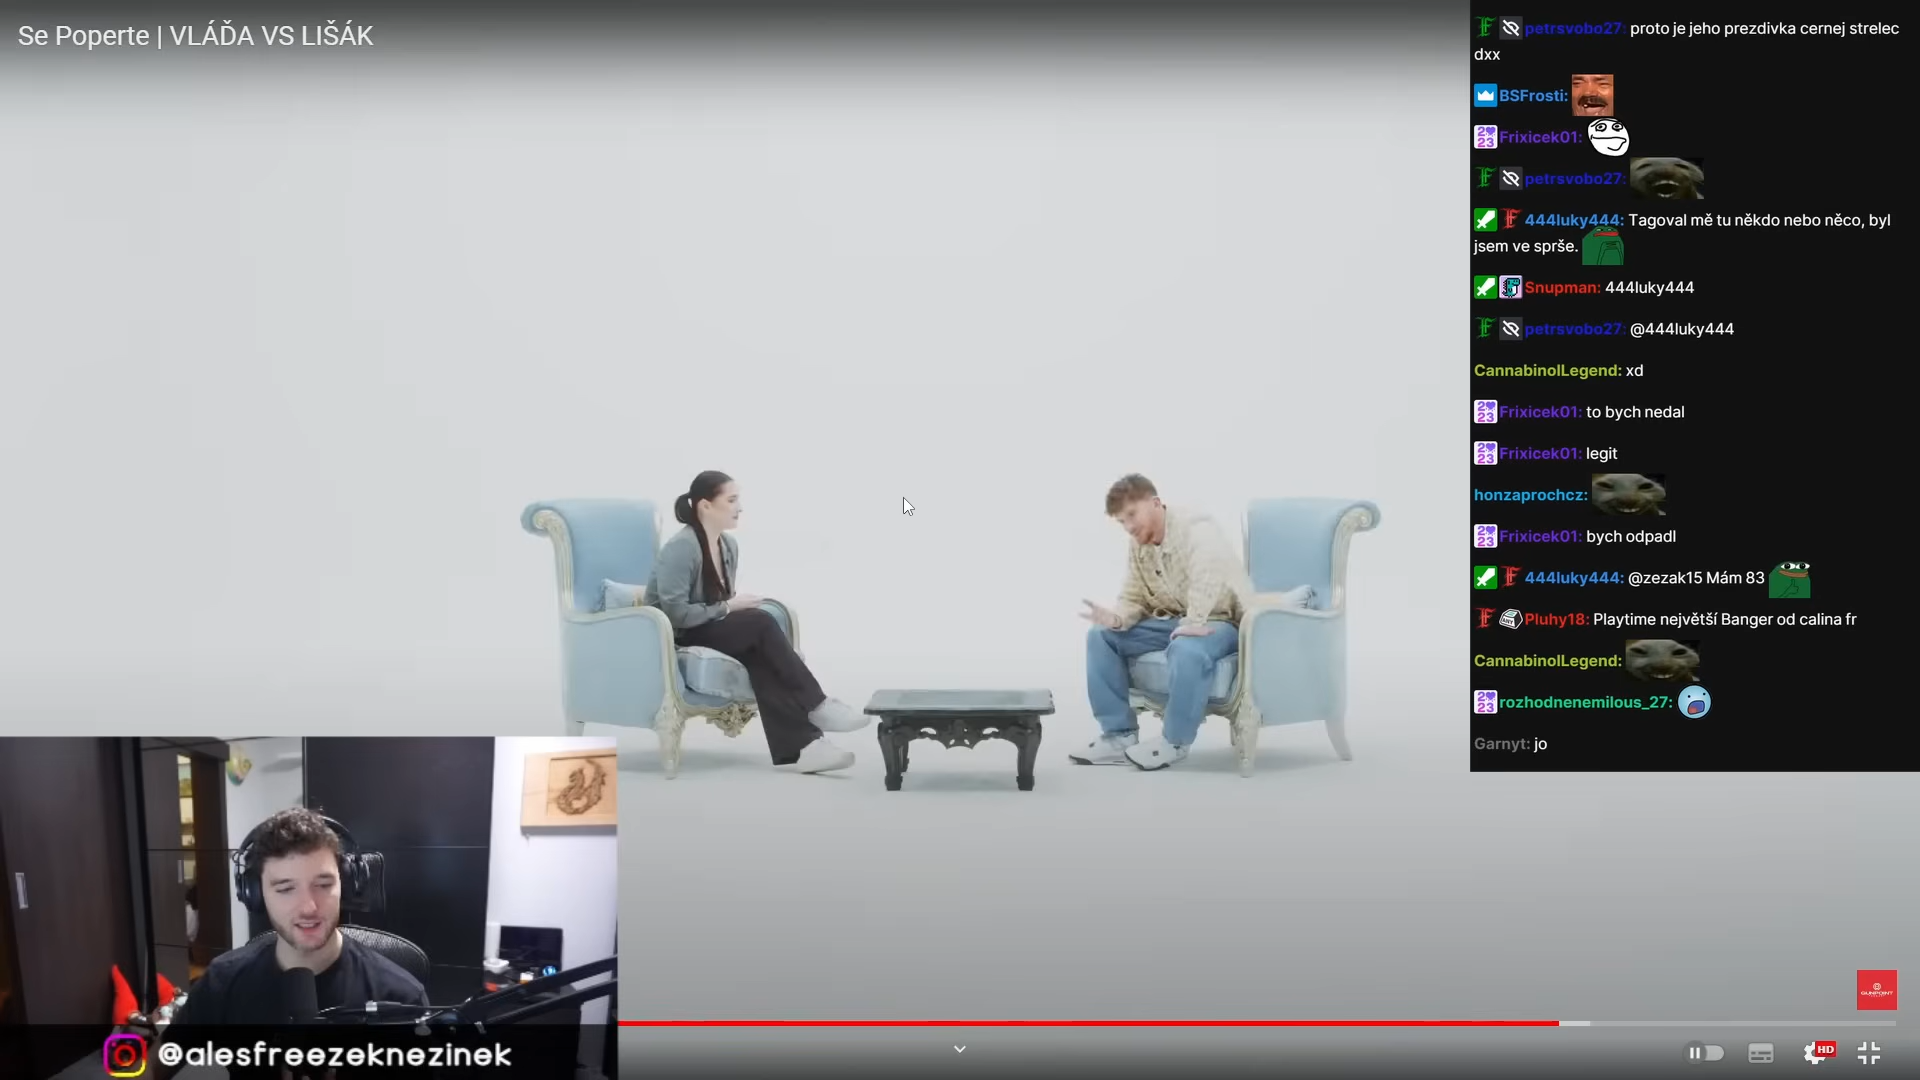 Se Poperte | VLÁĎA VS LIŠÁK
petrsvobo27: proto je jeho prezdivka cernej strelec
dxx
BSFrosti:
Frixicek01:
petrsvobo27:
444luky444: Tagoval mě tu někdo nebo něco, byl
jsem ve sprše.
Snupman: 444luky444
petrsvobo27: @444luky444
CannabinolLegend: xd
Frixicek01: to bych nedal
Frixicek01: legit
honzaprochcz:
Frixicek01: bych odpadl
444luky444: @zezak15 Mám 83
Pluhy18: Playtime největší Banger od calina fr
CannabinolLegend:
rozhodnenemilous_27:
Garnyt: jo
GUNPOINT
@alesfreezeknezinek
HD